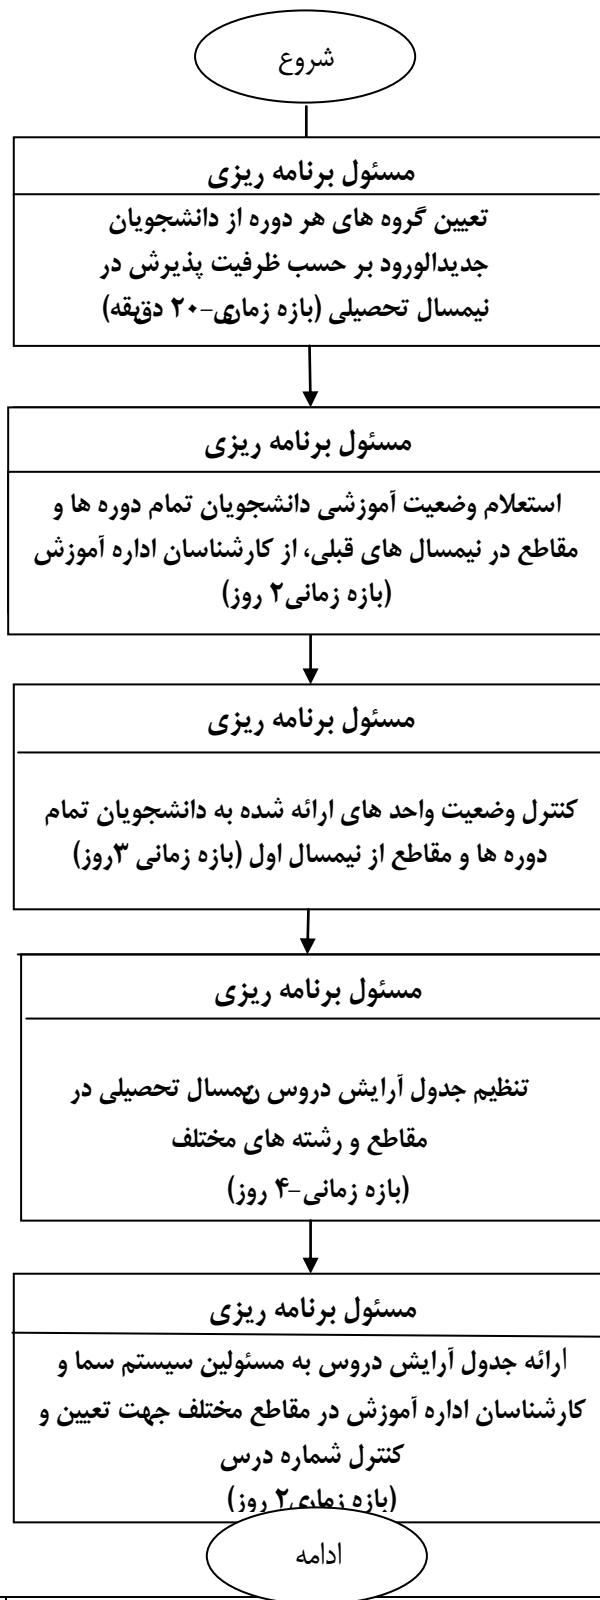 شروع
مسئول برنامه ریزی
تعیین گروه های هر دوره از دانشجویان
جدیدالورود بر حسب ظرفیت پذیرش در
نیمسال تحصیلی (بازه زمانی-۲۰ دقیقه)
مسئول برنامه ریزی
استعلام وضعیت آموزشی دانشجویان تمام دوره ها و
مقاطع در نیمسال های قبلی، از کارشناسان اداره آموزش
(بازه زمانی۲ روز)
مسئول برنامه ریزی
کنترل وضعیت واحد های ارائه شده به دانشجویان تمام
دوره ها و مقاطع از نیمسال اول (بازه زمانی ۳روز)
مسئول برنامه ریزی
تنظیم جدول آرایش دروس نیمسال تحصیلی در
مقاطع و رشته های مختلف
(بازه زمانی-۴ روز)
مسئول برنامه ریزی
ارائه جدول آرایش دروس به مسئولین سیستم سما و
کارشناسان اداره آموزش در مقاطع مختلف جهت تعیین و
کنترل شماره درس
(بازه زمانی۲ روز)
ادامه